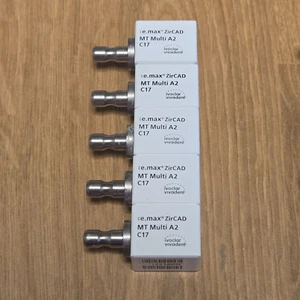 :e.max® ZirCAD
MT Multi A2
C17
ivoclar
vivadent
:e.max® ZirCAD
MT Multi A2
C17
ivoclar
vivadent
:e.max® ZirCAD
MT Multi A2
C17
ivoclar
vivadent
:e.max® ZirCAD
MT Multi A2
C17
ivoclar
vivadent
:e.max® ZirCAD
MT Multi A2
C17
ivoclar
vivadent